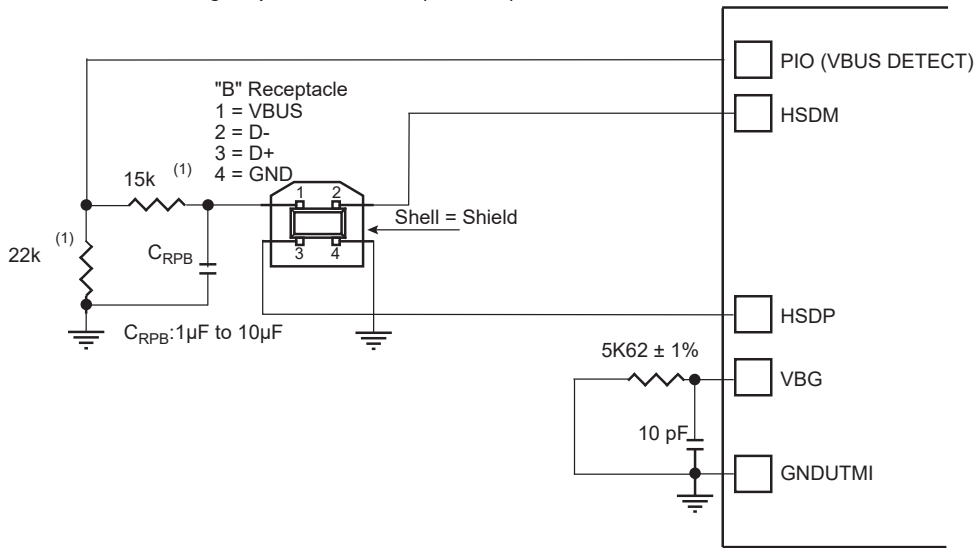 PIO (VBUS DETECT)
"B" Receptacle
1 = VBUS
2 = D-
3 = D+
4 = GND
HSDM
15k (1)
1 2
Shell = Shield
22k (1)
CRPB
3 4
CRPB:1µF to 10µF
HSDP
5K62 ± 1%
VBG
10 pF
GNDUTMI